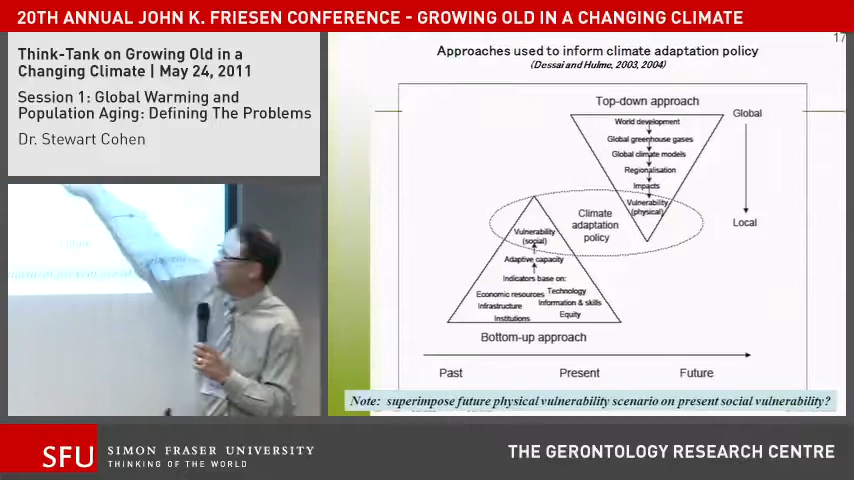 20TH ANNUAL JOHN K. FRIESEN CONFERENCE - GROWING OLD IN A CHANGING CLIMATE
Think-Tank on Growing Old in a
Changing Climate | May 24, 2011
Session 1: Global Warming and
Population Aging: Defining The Problems
Dr. Stewart Cohen
17
Approaches used to inform climate adaptation policy
(Dessai and Hulme, 2003, 2004)
Top-down approach
Global
World development
Global greenhouse gases
Global climate models
Regionalisation
Impacts
Vulnerability
(physical)
Local
Climate
adaptation
policy
Vulnerability
(social)
Adaptive capacity
Indicators base on:
Economic resources Technology
Infrastructure Information & skills
Institutions Equity
Bottom-up approach
Past Present Future
Note: superimpose future physical vulnerability scenario on present social vulnerability?
SFU SIMON FRASER UNIVERSITY
THINKING OF THE WORLD
THE GERONTOLOGY RESEARCH CENTRE